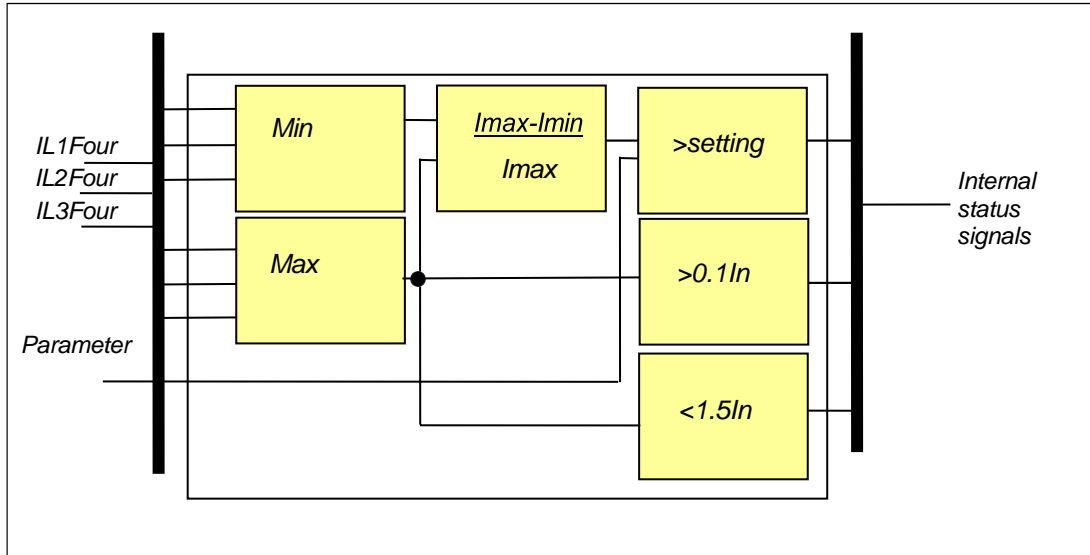 IL1Four
IL2Four
IL3Four
Parameter
Min
Max
Imax-Imin
Imax
>setting
>0.1In
<1.5In
Internal
status
signals